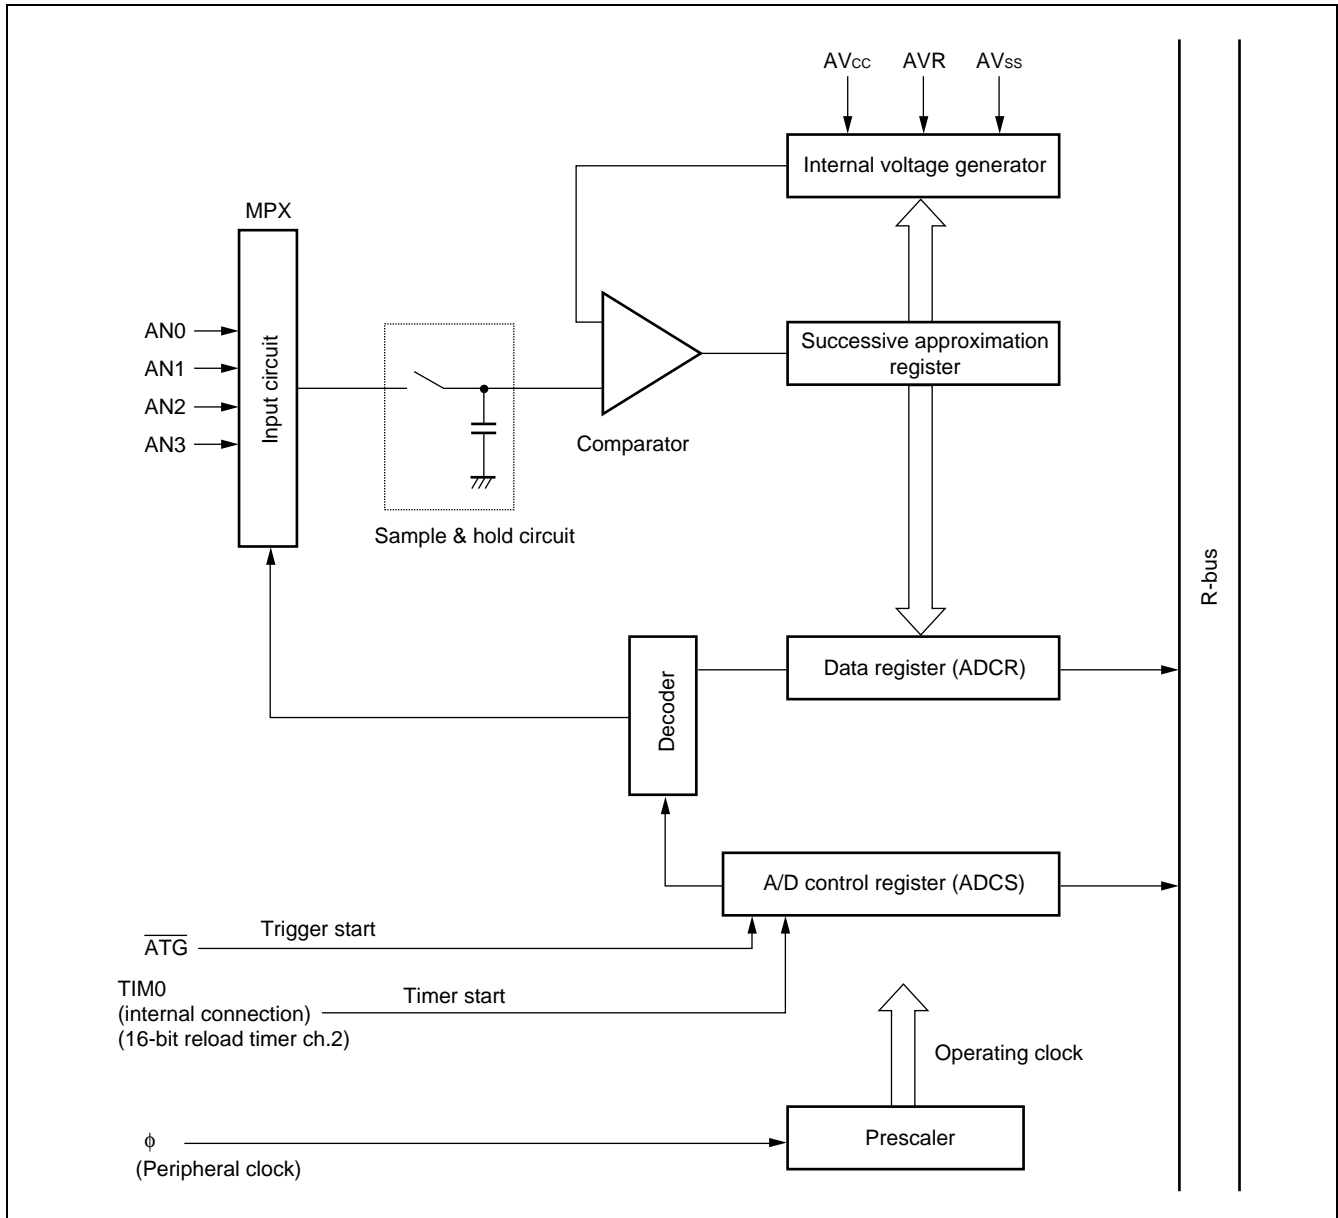 AVCC AVR AVSS
Internal voltage generator
MPX
Input circuit
AN0
AN1
AN2
AN3
Sample & hold circuit
Comparator
Successive approximation
register
R-bus
Decoder
Data register (ADCR)
A/D control register (ADCS)
ATG
Trigger start
TIM0
(internal connection)
(16-bit reload timer ch.2)
Timer start
Operating clock
Prescaler
ϕ
(Peripheral clock)